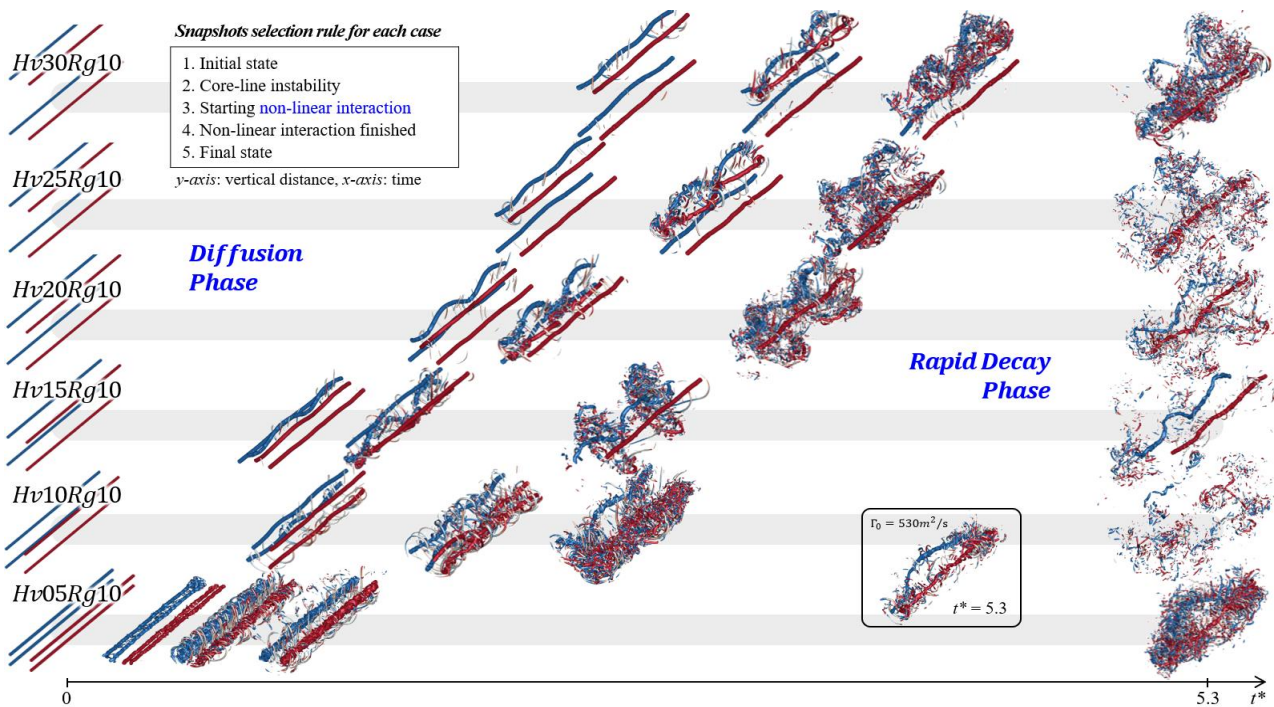 Snapshots selection rule for each case
1. Initial state
2. Core-line instability
3. Starting non-linear interaction
4. Non-linear interaction finished
5. Final state
y-axis: vertical distance, x-axis: time
Hv30Rg10
Hv25Rg10
Diffusion
Phase
Hv20Rg10
Rapid Decay
Phase
Hv15Rg10
Hv10Rg10
Γ₀ = 530m²/s
t* = 5.3
Hv05Rg10
0
5.3
t*